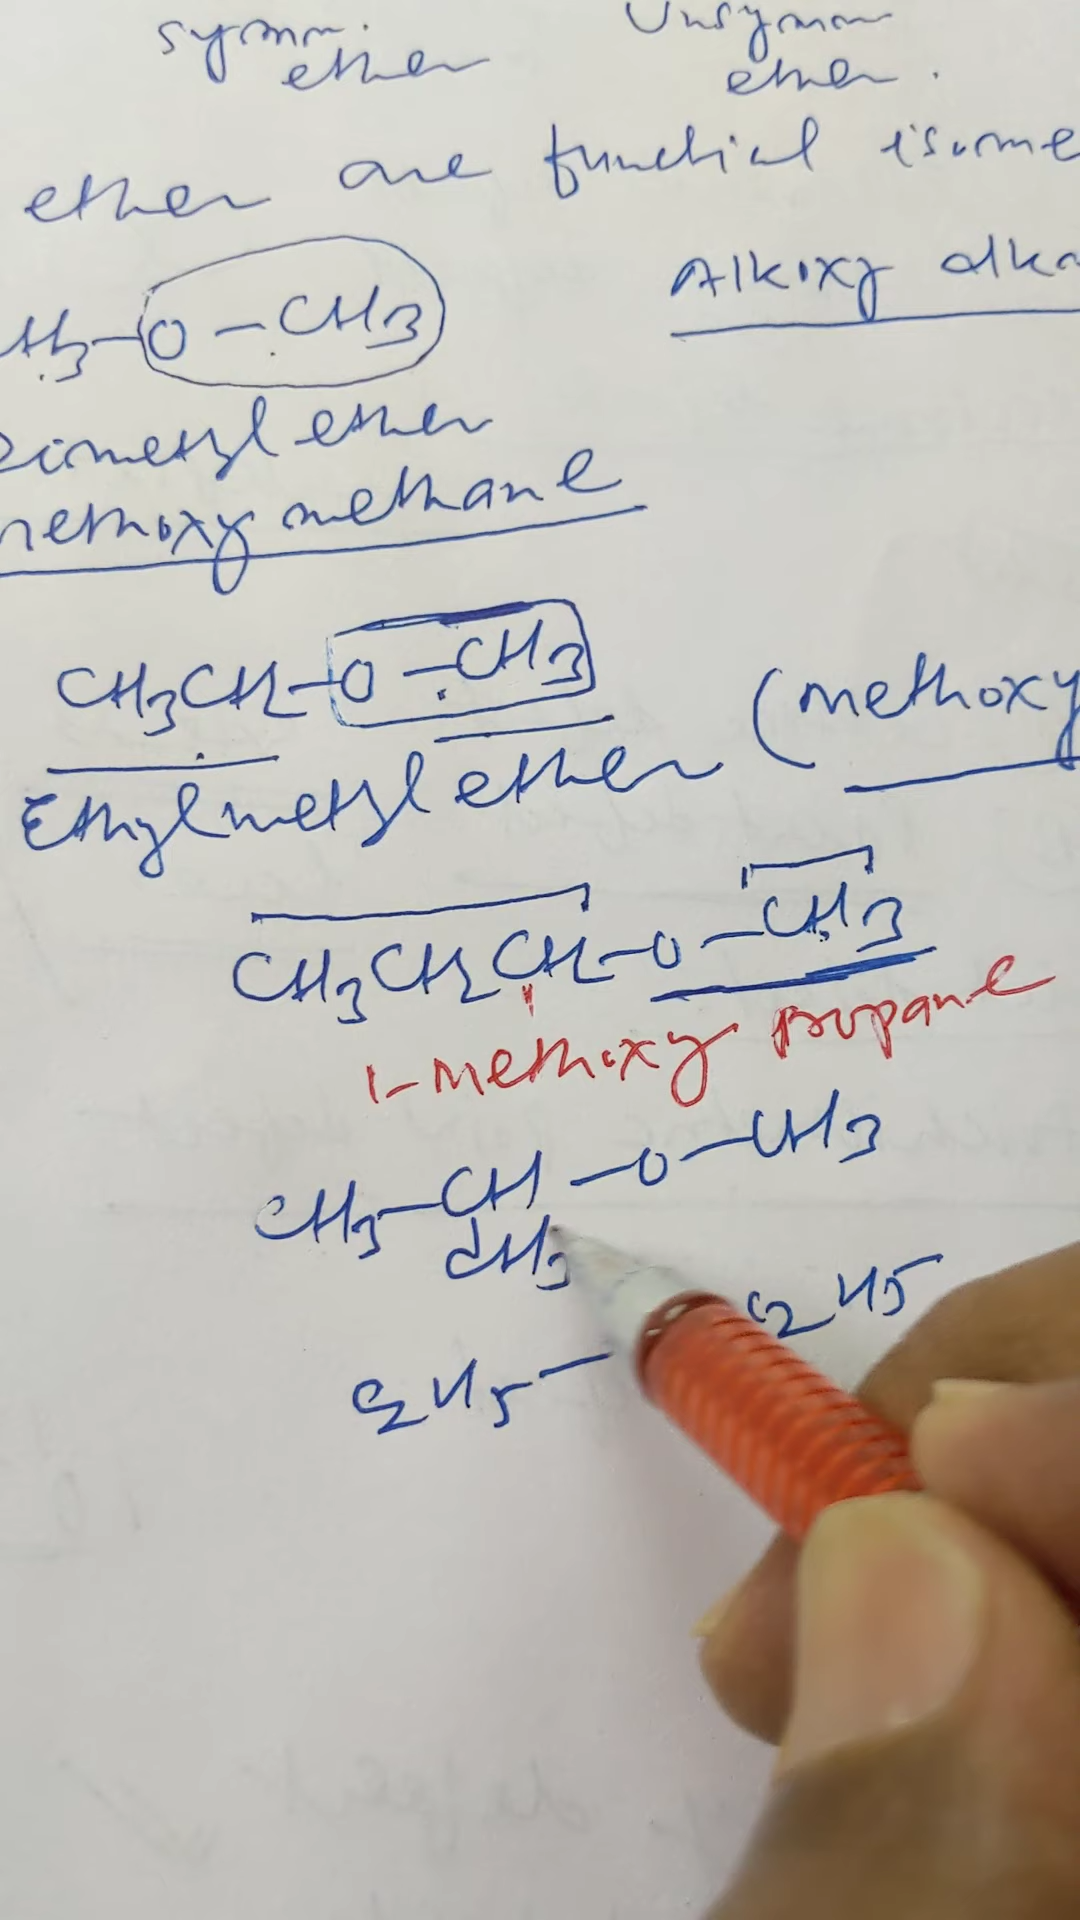 symm. Unsymm
ether ether.
ether are functial isome
Alkoxy alka
H3-O-CH3
Dimethyl ether
methoxy methane
CH3CH2-O-CH3
(methoxy
Ethylmethyl ether
CH3CH2CH2-O-CH3
1-Methoxy propane
CH3-CH-O-CH3
CH3
C2H5- C2H5